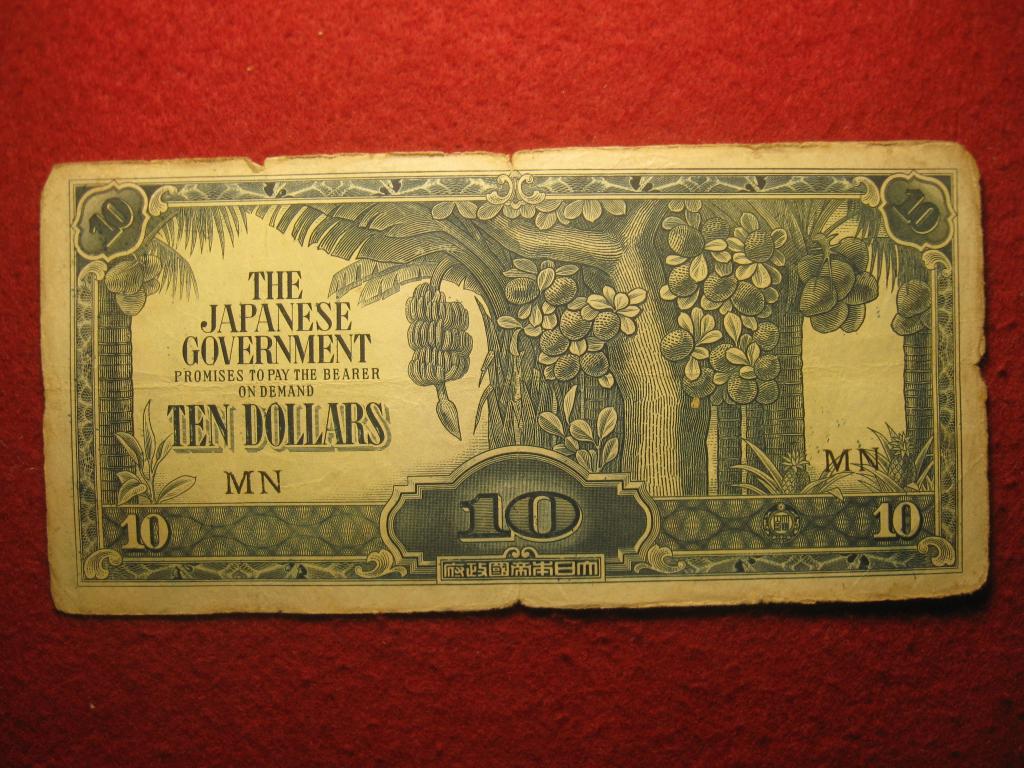 10 10
THE
JAPANESE
GOVERNMENT
PROMISES TO PAY THE BEARER
ON DEMAND
TEN DOLLARS
MN MN
10 10 10
大日本帝國政府